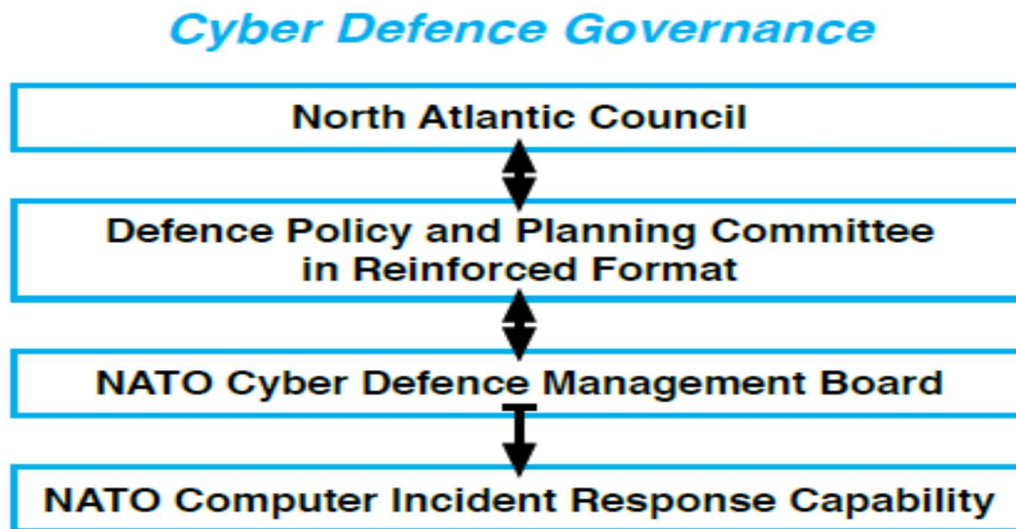 Cyber Defence Governance
North Atlantic Council
Defence Policy and Planning Committee
in Reinforced Format
NATO Cyber Defence Management Board
NATO Computer Incident Response Capability